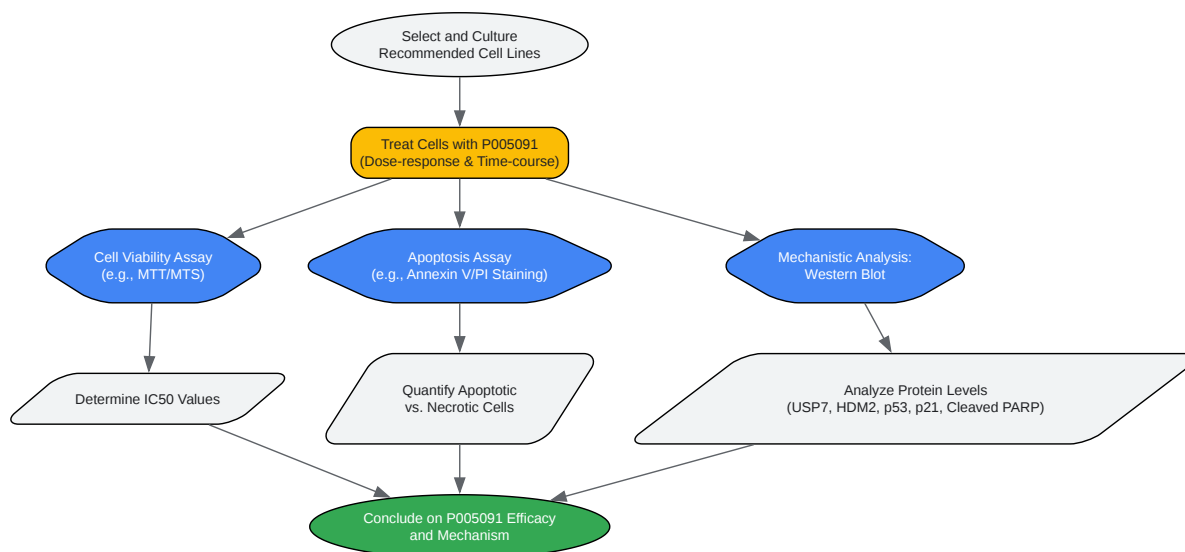 Select and Culture
Recommended Cell Lines
Treat Cells with P005091
(Dose-response & Time-course)
Cell Viability Assay
(e.g., MTT/MTS)
Apoptosis Assay
(e.g., Annexin V/PI Staining)
Mechanistic Analysis:
Western Blot
Determine IC50 Values
Quantify Apoptotic
vs. Necrotic Cells
Analyze Protein Levels
(USP7, HDM2, p53, p21, Cleaved PARP)
Conclude on P005091 Efficacy
and Mechanism